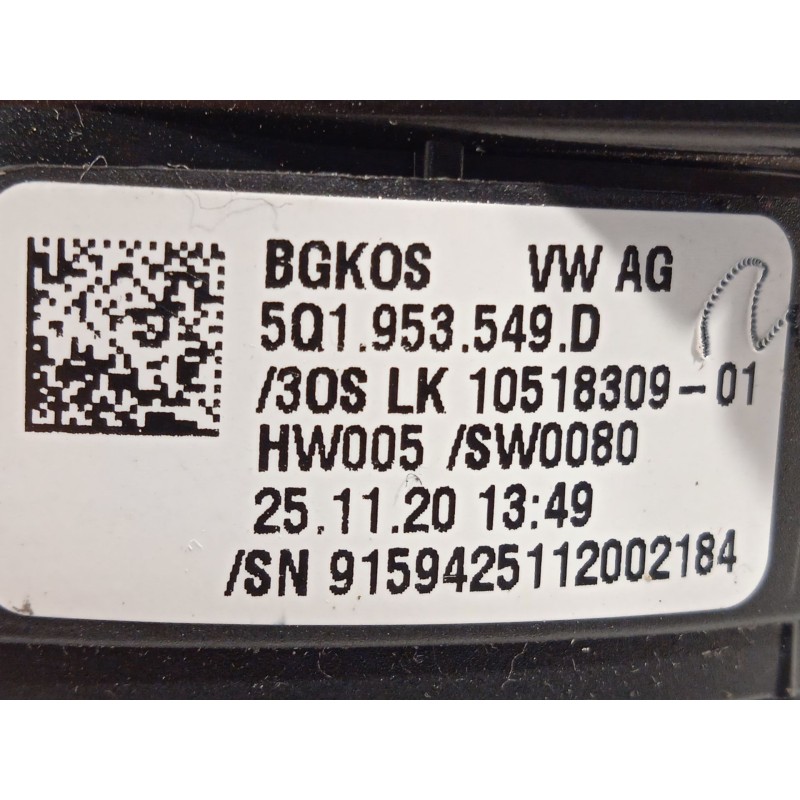 BGKOS VW AG
5Q1.953.549.D
/3OS LK 10518309-01
HW005 /SW0080
25.11.20 13:49
/SN 9159425112002184